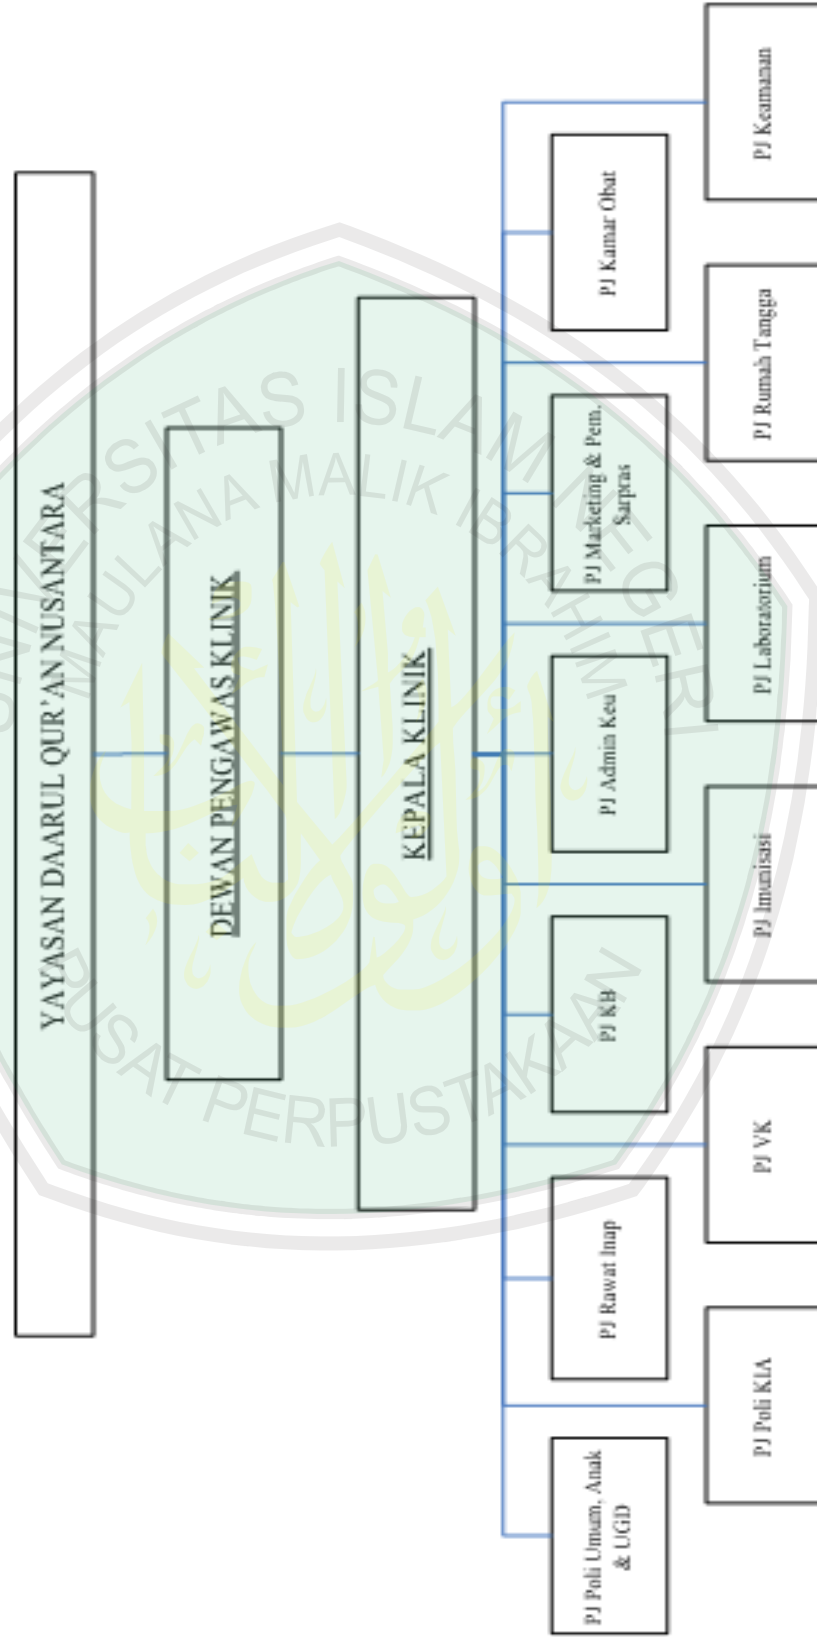 YAYASAN DAARUL QUR'AN NUSANTARA
DEWAN PENGAWAS KLINIK
KEPALA KLINIK
PJ Poli Umum, Anak
& UGD
PJ Rawat Inap
PJ KB
PJ Admin Keu
PJ Marketing & Pem.
Sarpras
PJ Kamar Obat
PJ Poli KIA
PJ VK
PJ Imunisasi
PJ Laboratorium
PJ Rumah Tangga
PJ Keamanan
UNIVERSITAS ISLAM NEGERI
MAULANA MALIK IBRAHIM
PUSAT PERPUSTAKAAN